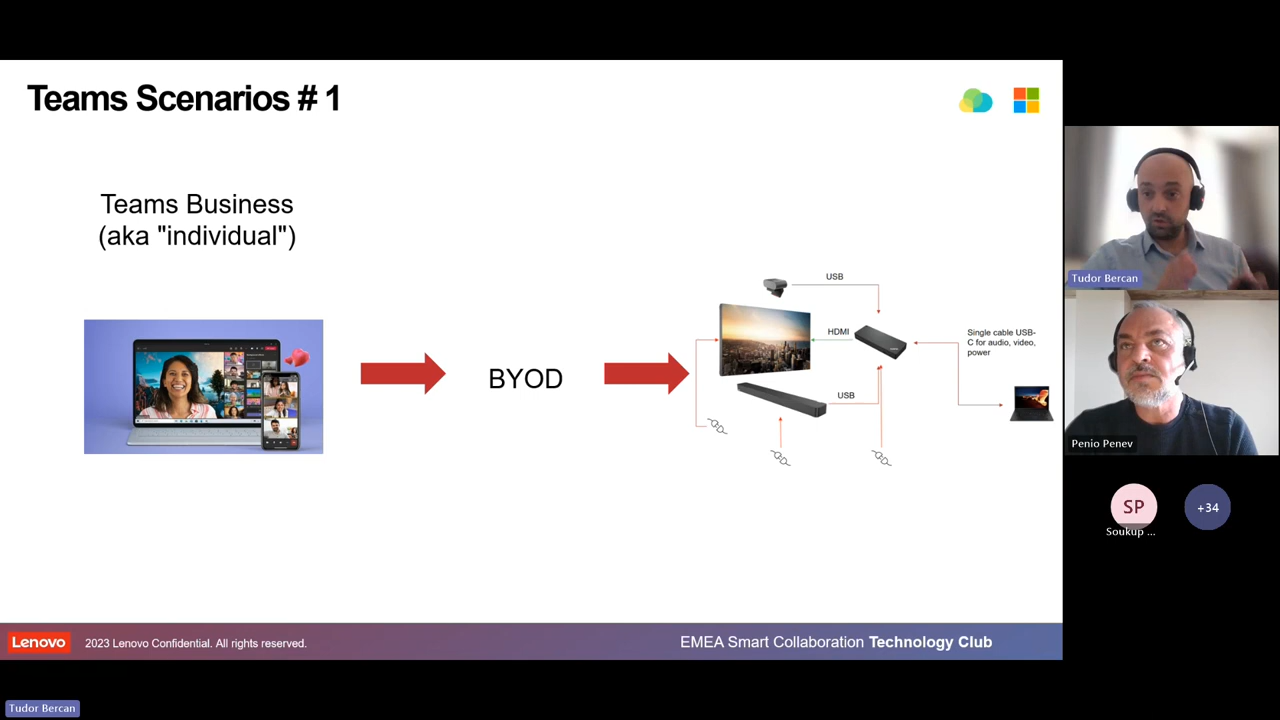 Teams Scenarios # 1
Teams Business
(aka "individual")
BYOD
USB
HDMI
USB
Single cable USB-
C for audio, video,
power
Lenovo
2023 Lenovo Confidential. All rights reserved.
EMEA Smart Collaboration Technology Club
Tudor Bercan
Penio Penev
SP
Soukup ...
+34
Tudor Bercan